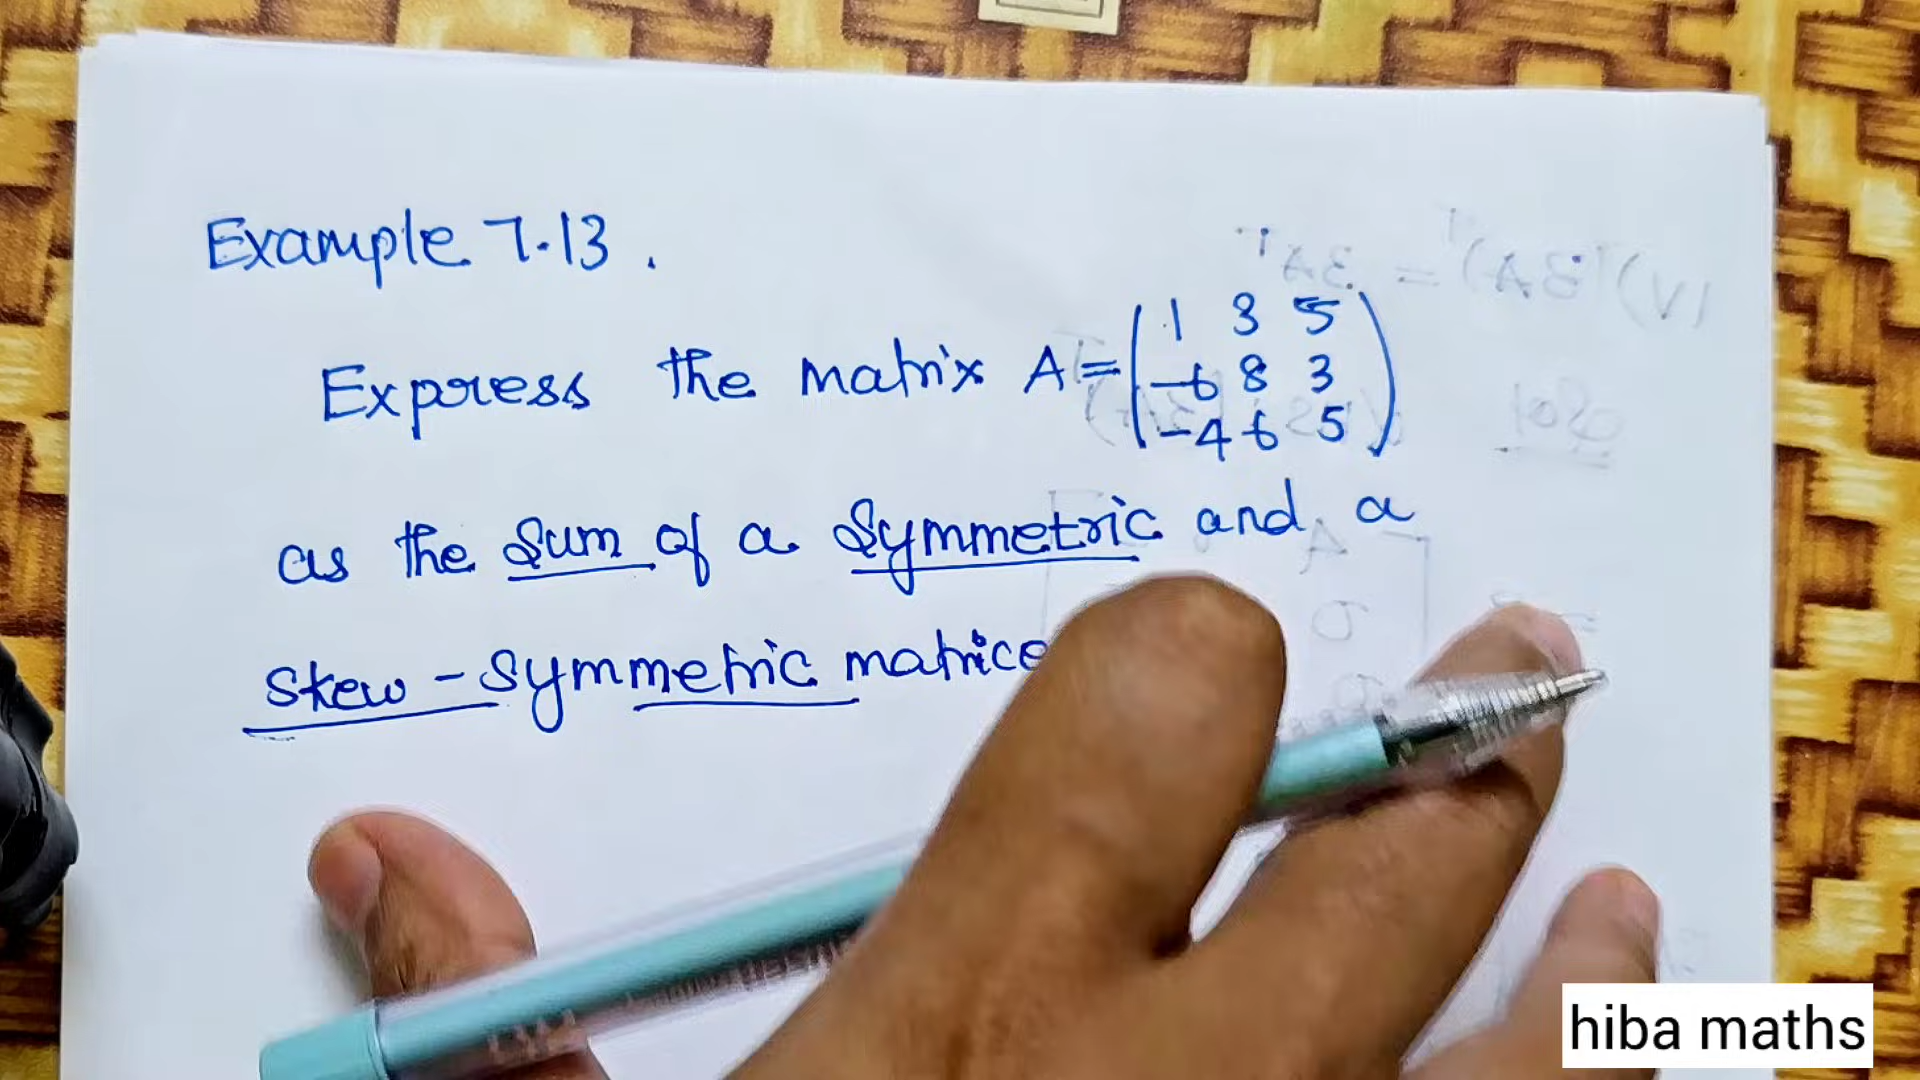 Example 7.13.
Express the matrix A = (1 3 5
-6 8 3
-4 6 5)
as the Sum of a Symmetric and a
Skew-Symmetric
hiba maths